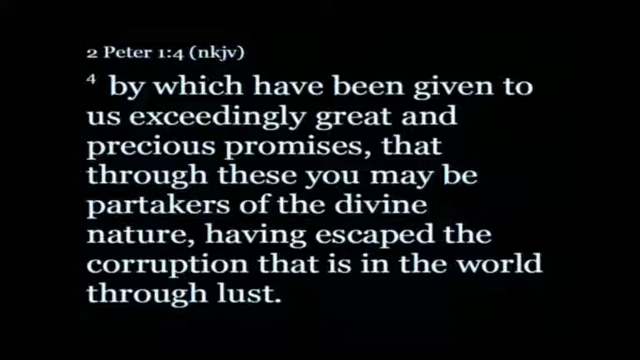 2 Peter 1:4 (nkjv)
4 by which have been given to
us exceedingly great and
precious promises, that
through these you may be
partakers of the divine
nature, having escaped the
corruption that is in the world
through lust.